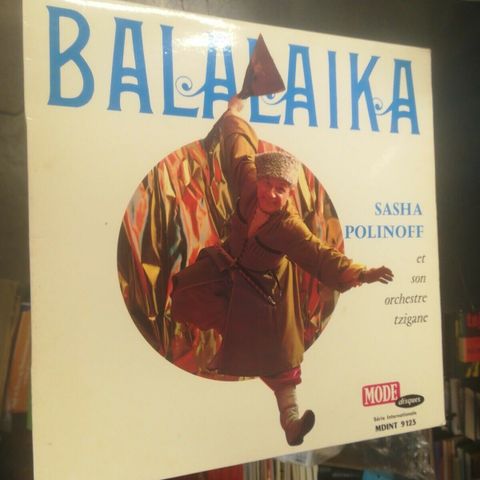 BALALAIKA
SASHA
POLINOFF
et
son
orchestre
tzigane
MODE disques
Série Internationale
MDINT 9125